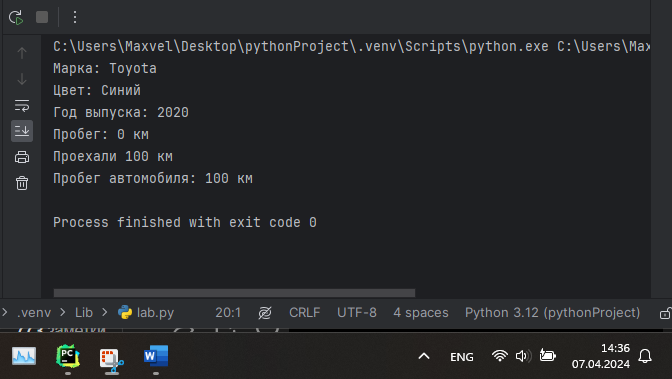 C:\Users\Maxvel\Desktop\pythonProject\.venv\Scripts\python.exe C:\Users\Max
Марка: Toyota
Цвет: Синий
Год выпуска: 2020
Пробег: 0 км
Проехали 100 км
Пробег автомобиля: 100 км
Process finished with exit code 0
.venv > Lib > lab.py 20:1 CRLF UTF-8 4 spaces Python 3.12 (pythonProject)
заметки
PC W ENG 14:36
07.04.2024